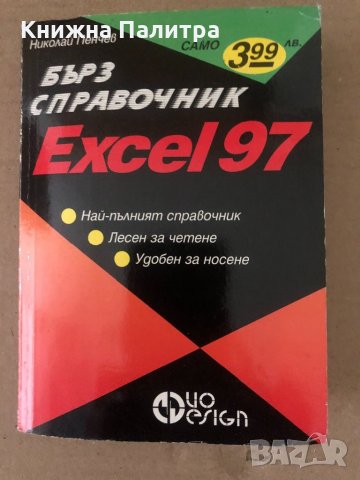 Книжна Палитра
Николай Пенчев
САМО 3.99 лв.
БЪРЗ
СПРАВОЧНИК
Excel 97
Най-пълният справочник
Лесен за четене
Удобен за носене
DUO
Design
BAZAR